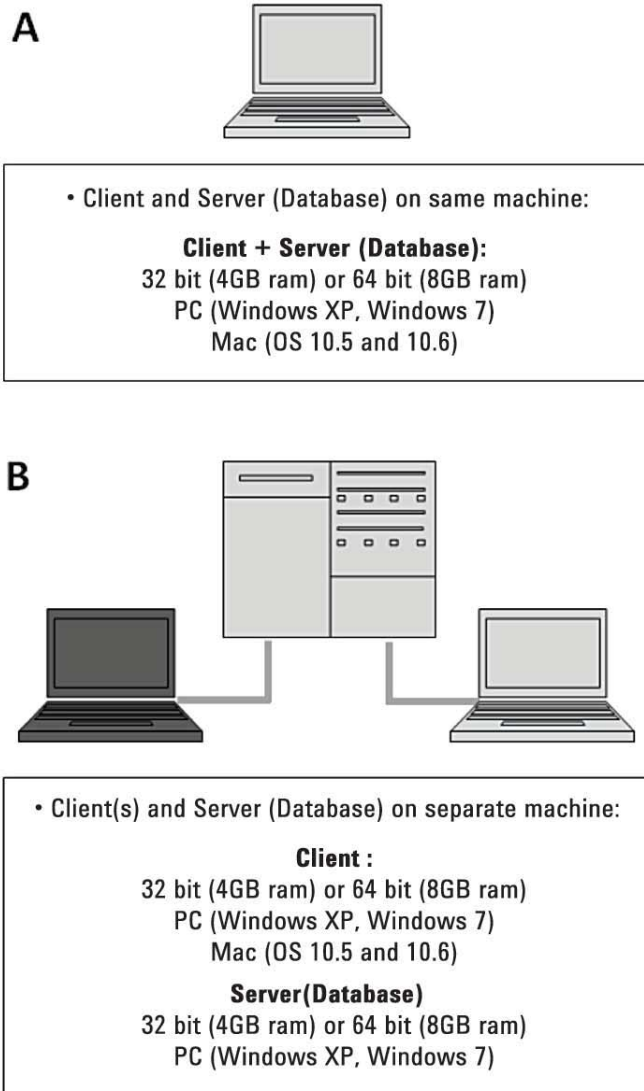 A
• Client and Server (Database) on same machine:
Client + Server (Database):
32 bit (4GB ram) or 64 bit (8GB ram)
PC (Windows XP, Windows 7)
Mac (OS 10.5 and 10.6)
B
• Client(s) and Server (Database) on separate machine:
Client :
32 bit (4GB ram) or 64 bit (8GB ram)
PC (Windows XP, Windows 7)
Mac (OS 10.5 and 10.6)
Server(Database)
32 bit (4GB ram) or 64 bit (8GB ram)
PC (Windows XP, Windows 7)